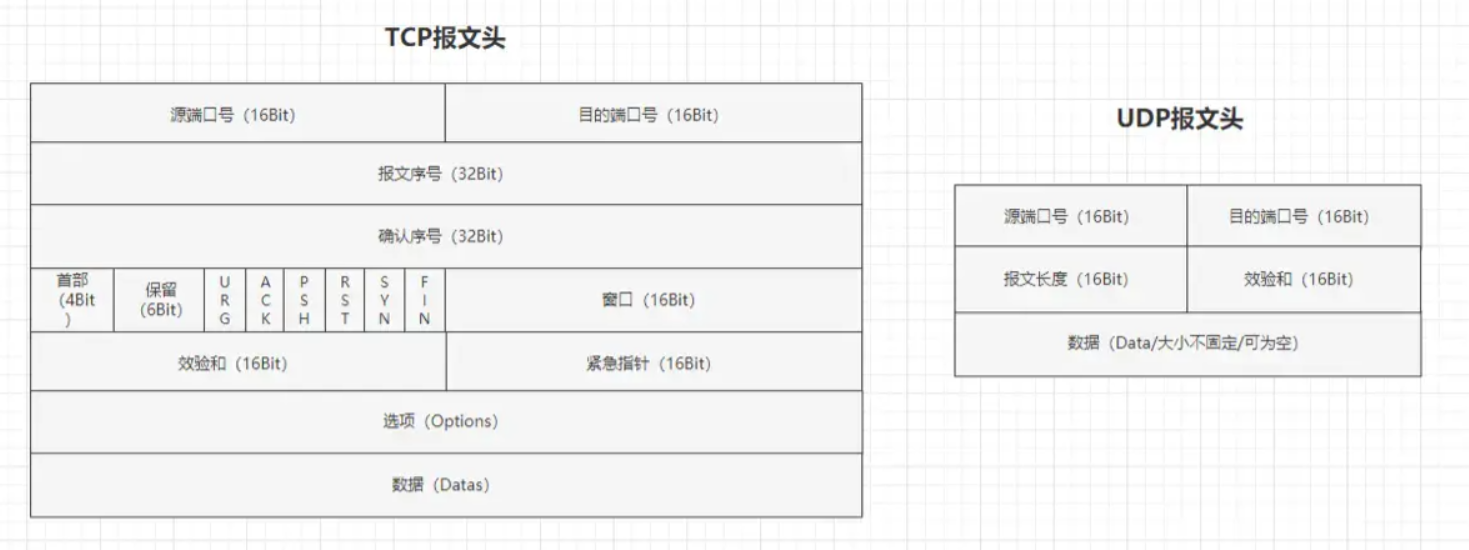 TCP报文头
源端口号（16Bit）
目的端口号（16Bit）
报文序号（32Bit）
确认序号（32Bit）
首部
（4Bit
）
保留
（6Bit）
URG
ACK
PSH
RST
SYN
FIN
窗口（16Bit）
效验和（16Bit）
紧急指针（16Bit）
选项（Options）
数据（Datas）
UDP报文头
源端口号（16Bit）
目的端口号（16Bit）
报文长度（16Bit）
效验和（16Bit）
数据（Data/大小不固定/可为空）